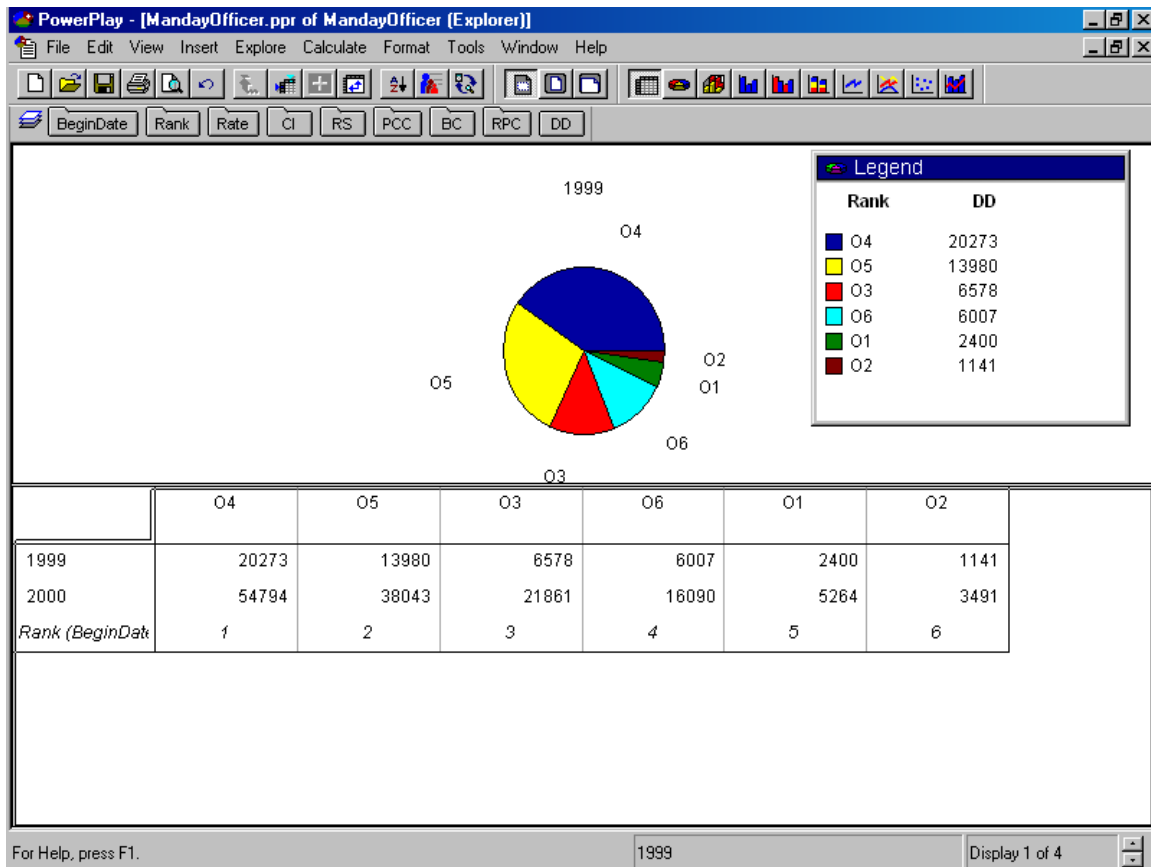 PowerPlay - [MandayOfficer.ppr of MandayOfficer (Explorer)]
File Edit View Insert Explore Calculate Format Tools Window Help
BeginDate Rank Rate CI RS PCC BC RPC DD
1999
O4
O5
O3
O6
O1
O2
Legend
Rank DD
O4 20273
O5 13980
O3 6578
O6 6007
O1 2400
O2 1141
O4 O5 O3 O6 O1 O2
1999 20273 13980 6578 6007 2400 1141
2000 54794 38043 21861 16090 5264 3491
Rank (BeginDate 1 2 3 4 5 6
For Help, press F1. 1999 Display 1 of 4